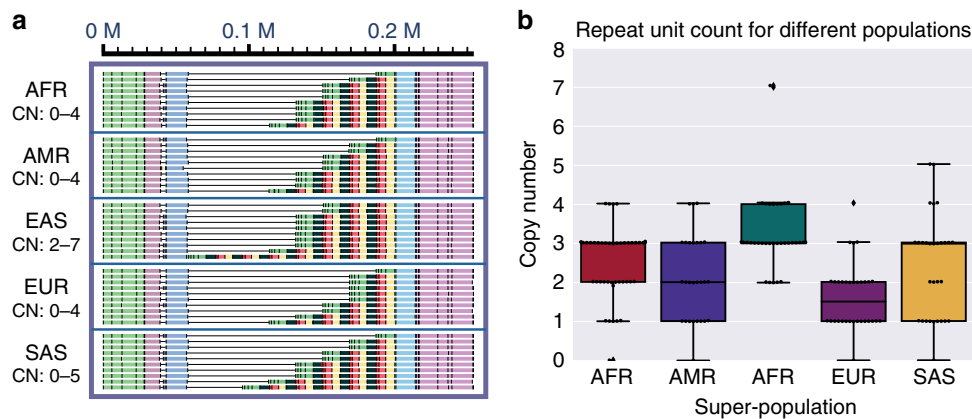 a
0 M 0.1 M 0.2 M
AFR
CN: 0–4
AMR
CN: 0–4
EAS
CN: 2–7
EUR
CN: 0–4
SAS
CN: 0–5
b
Repeat unit count for different populations
8
7
6
5
4
3
2
1
0
Copy number
AFR AMR AFR EUR SAS
Super-population